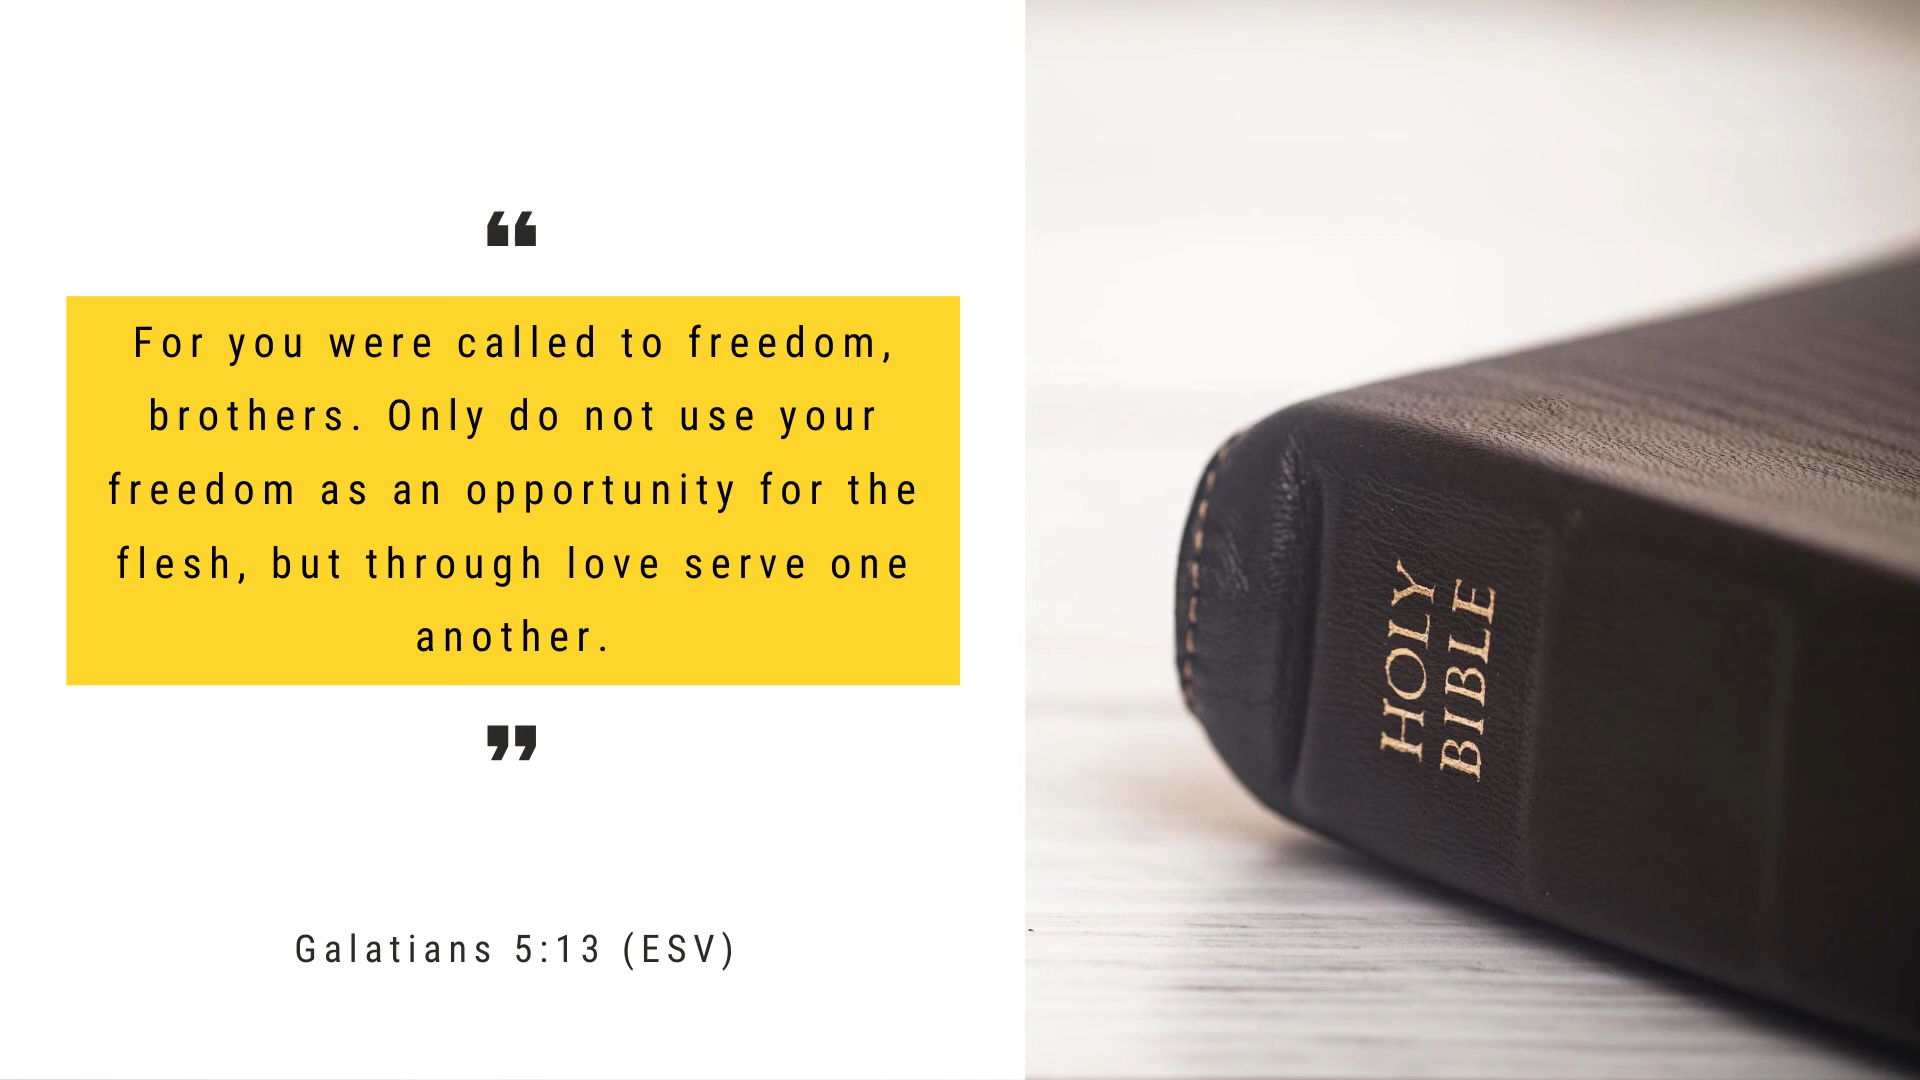 ❝
For you were called to freedom,
brothers. Only do not use your
freedom as an opportunity for the
flesh, but through love serve one
another.
❞
Galatians 5:13 (ESV)
HOLY
BIBLE